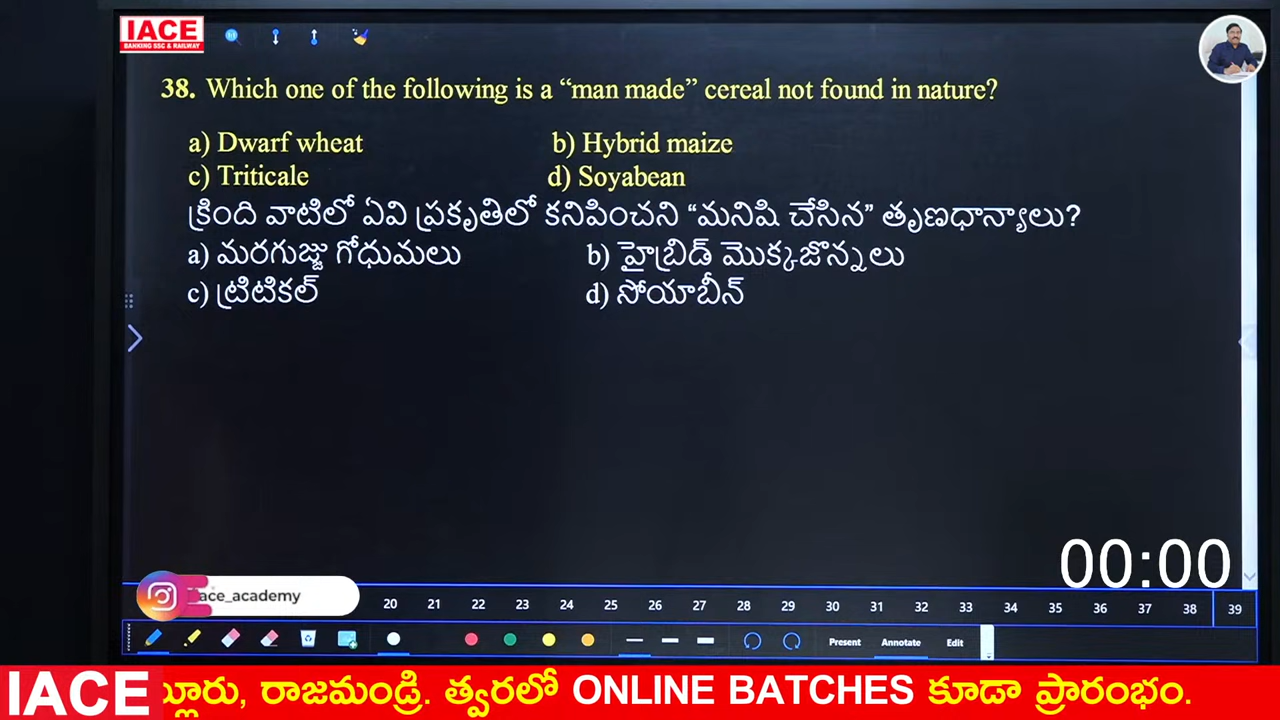 IACE
BANKING SSC & RAILWAY
38. Which one of the following is a “man made” cereal not found in nature?
a) Dwarf wheat b) Hybrid maize
c) Triticale d) Soyabean
క్రింది వాటిలో ఏవి ప్రకృతిలో కనిపించని “మనిషి చేసిన” తృణధాన్యాలు?
a) మరగుజ్జు గోధుమలు b) హైబ్రిడ్ మొక్కజొన్నలు
c) ట్రిటికల్ d) సోయాబీన్
00:00
ace_academy 20 21 22 23 24 25 26 27 28 29 30 31 32 33 34 35 36 37 38 39
Present Annotate Edit
IACE ల్లూరు, రాజమండ్రి. త్వరలో ONLINE BATCHES కూడా ప్రారంభం.